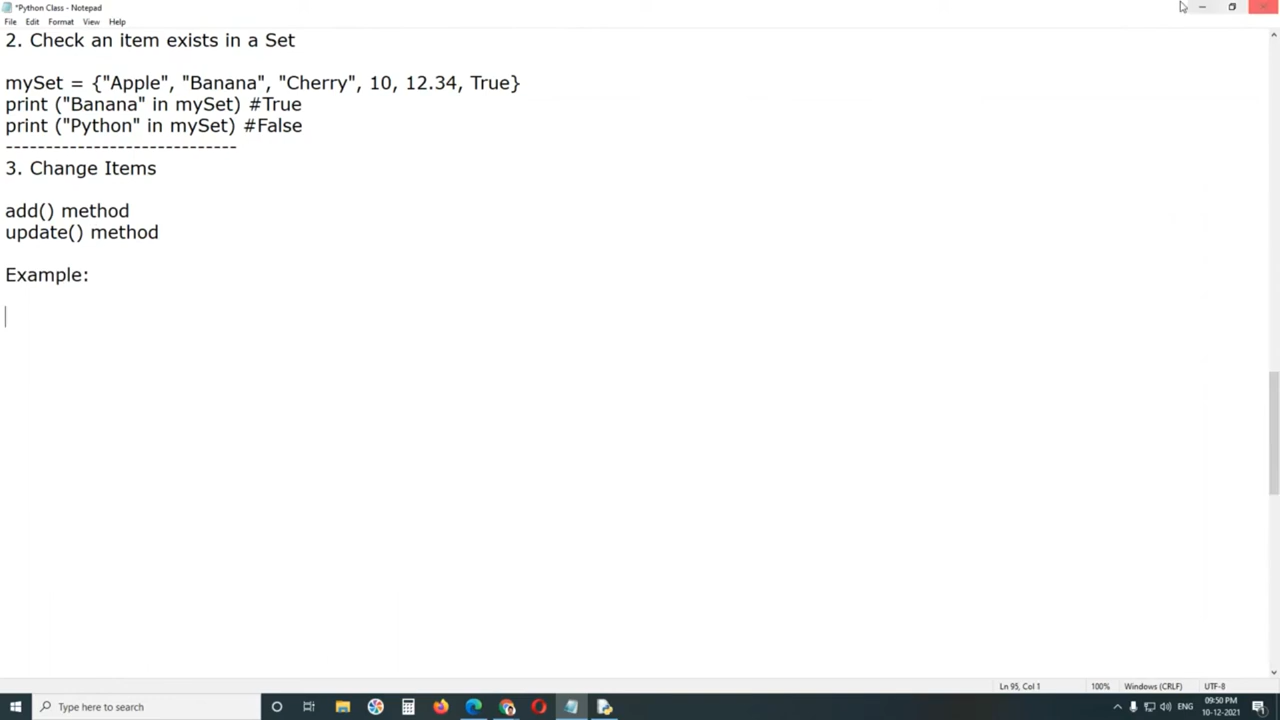 *Python Class - Notepad
File Edit Format View Help
2. Check an item exists in a Set
mySet = {"Apple", "Banana", "Cherry", 10, 12.34, True}
print ("Banana" in mySet) #True
print ("Python" in mySet) #False
-----------------------------
3. Change Items
add() method
update() method
Example:
Ln 95, Col 1 100% Windows (CRLF) UTF-8
Type here to search
ENG
09:50 PM
10-12-2021
1